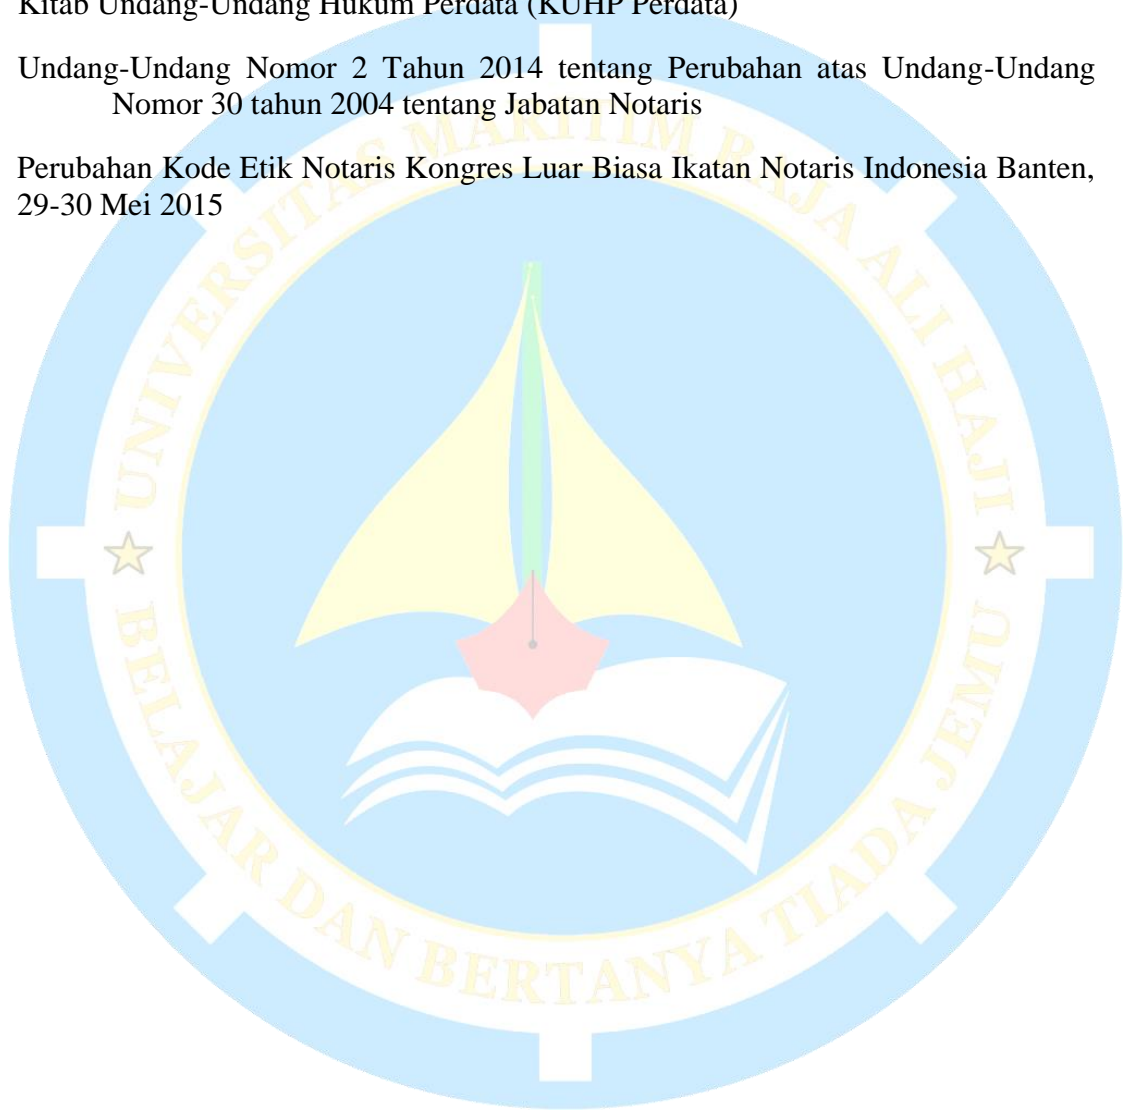 Kitab Undang-Undang Hukum Perdata (KUHP Perdata)
Undang-Undang Nomor 2 Tahun 2014 tentang Perubahan atas Undang-Undang
Nomor 30 tahun 2004 tentang Jabatan Notaris
Perubahan Kode Etik Notaris Kongres Luar Biasa Ikatan Notaris Indonesia Banten,
29-30 Mei 2015
UNIVERSITAS MARITIM RAJA ALI HAJI
BELAJAR DAN BERTANYA TIADA JEMU